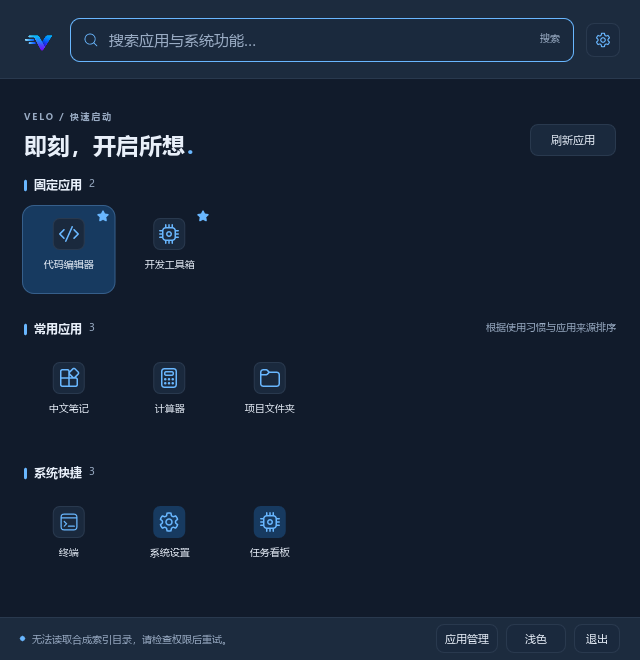 搜索应用与系统功能...
搜索
VELO / 快速启动
即刻，开启所想.
刷新应用
固定应用 2
代码编辑器
开发工具箱
常用应用 3
根据使用习惯与应用来源排序
中文笔记
计算器
项目文件夹
系统快捷 3
终端
系统设置
任务看板
无法读取合成索引目录，请检查权限后重试。
应用管理
浅色
退出